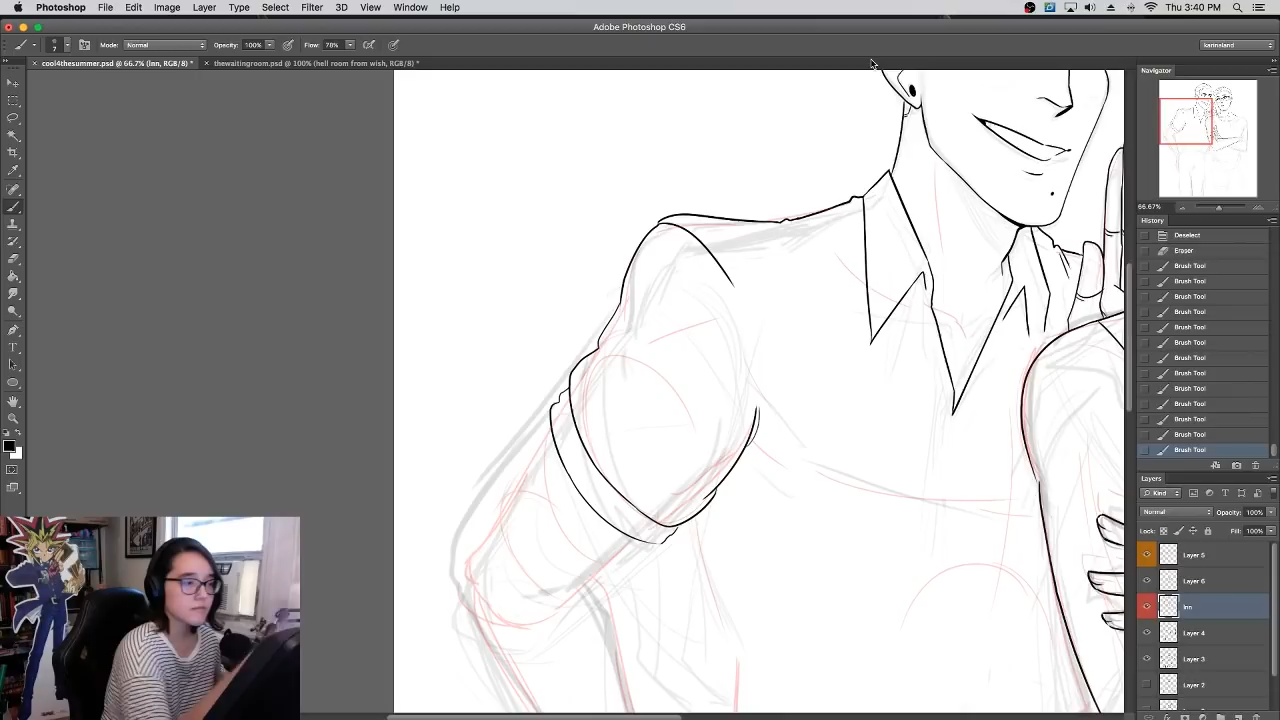 Photoshop File Edit Image Layer Type Select Filter 3D View Window Help
Thu 3:40 PM
Adobe Photoshop CS6
Mode: Normal Opacity: 100% Flow: 78% karinsland
cool4thesummer.psd @ 66.7% (Inn, RGB/8) * thewaitingroom.psd @ 100% (hell room from wish, RGB/8) *
Navigator
66.67%
History
Deselect
Eraser
Brush Tool
Brush Tool
Brush Tool
Brush Tool
Brush Tool
Brush Tool
Brush Tool
Brush Tool
Brush Tool
Brush Tool
Brush Tool
Brush Tool
Brush Tool
Layers
Kind
Normal Opacity: 100%
Lock: Fill: 100%
Layer 5
Layer 6
Inn
Layer 4
Layer 3
Layer 2